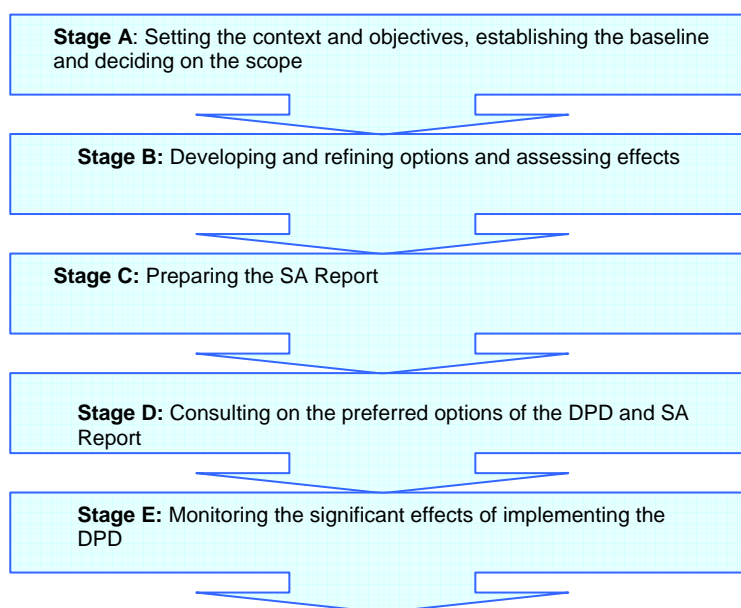 Stage A: Setting the context and objectives, establishing the baseline
and deciding on the scope
Stage B: Developing and refining options and assessing effects
Stage C: Preparing the SA Report
Stage D: Consulting on the preferred options of the DPD and SA
Report
Stage E: Monitoring the significant effects of implementing the
DPD